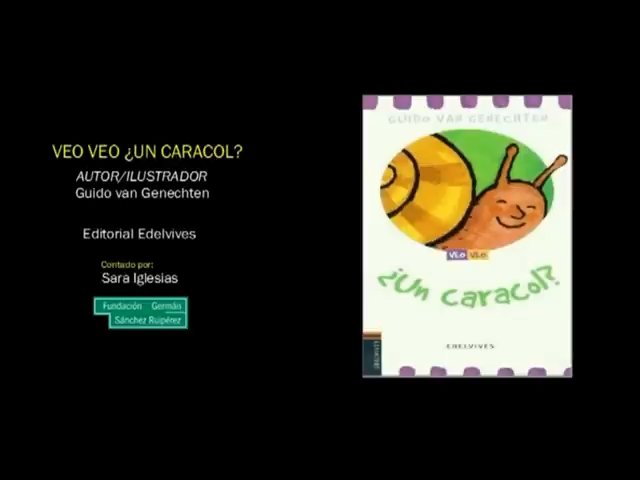 VEO VEO ¿UN CARACOL?
AUTOR/ILUSTRADOR
Guido van Genechten
Editorial Edelvives
Contado por:
Sara Iglesias
Fundación Germán
Sánchez Ruipérez
GUIDO VAN GENECHTEN
VEO VEO
¿Un caracol?
EDELVIVES